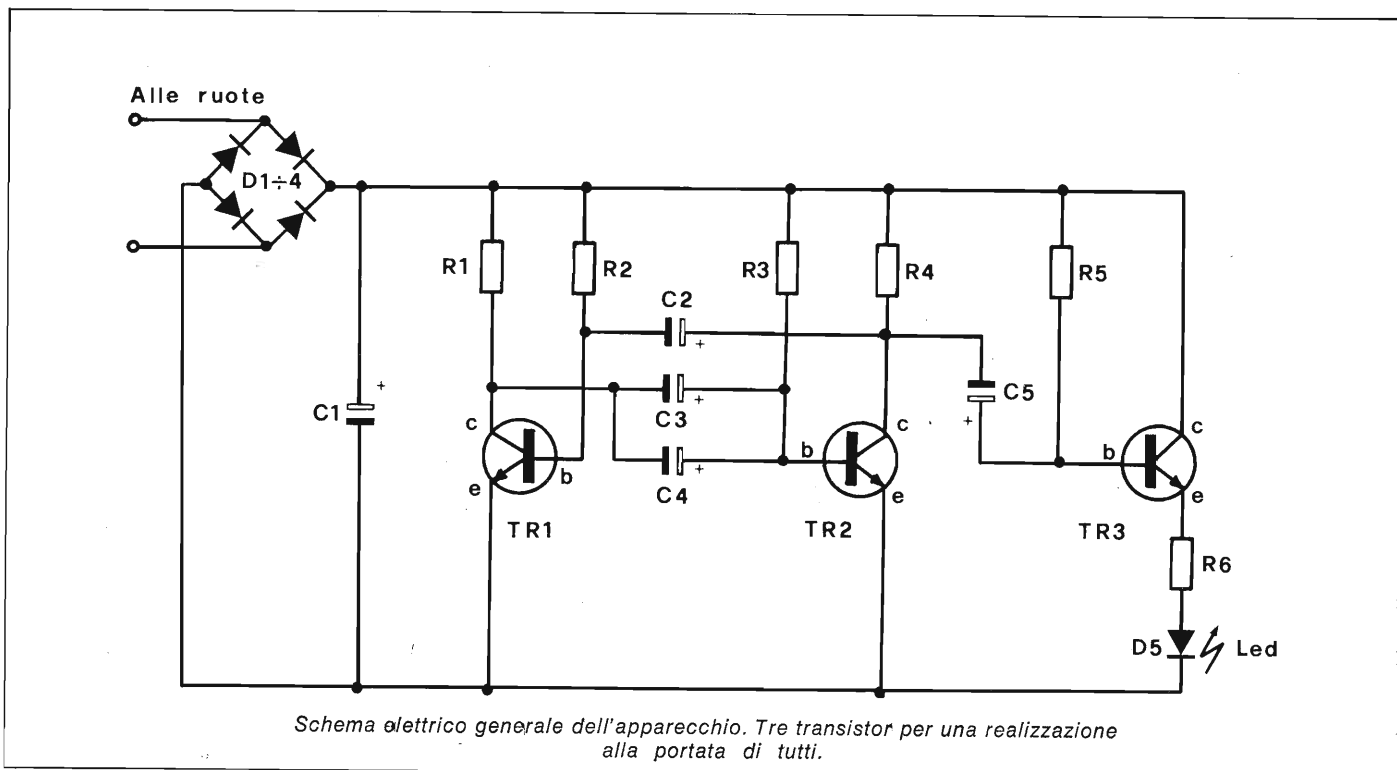 Alle ruote
D1÷4
R1
R2
R3
R4
R5
C2
+
C1
+
C3
+
C4
+
C5
+
c
b
e
TR1
b
c
e
TR2
b
c
e
TR3
R6
D5
Led
Schema elettrico generale dell'apparecchio. Tre transistor per una realizzazione
alla portata di tutti.